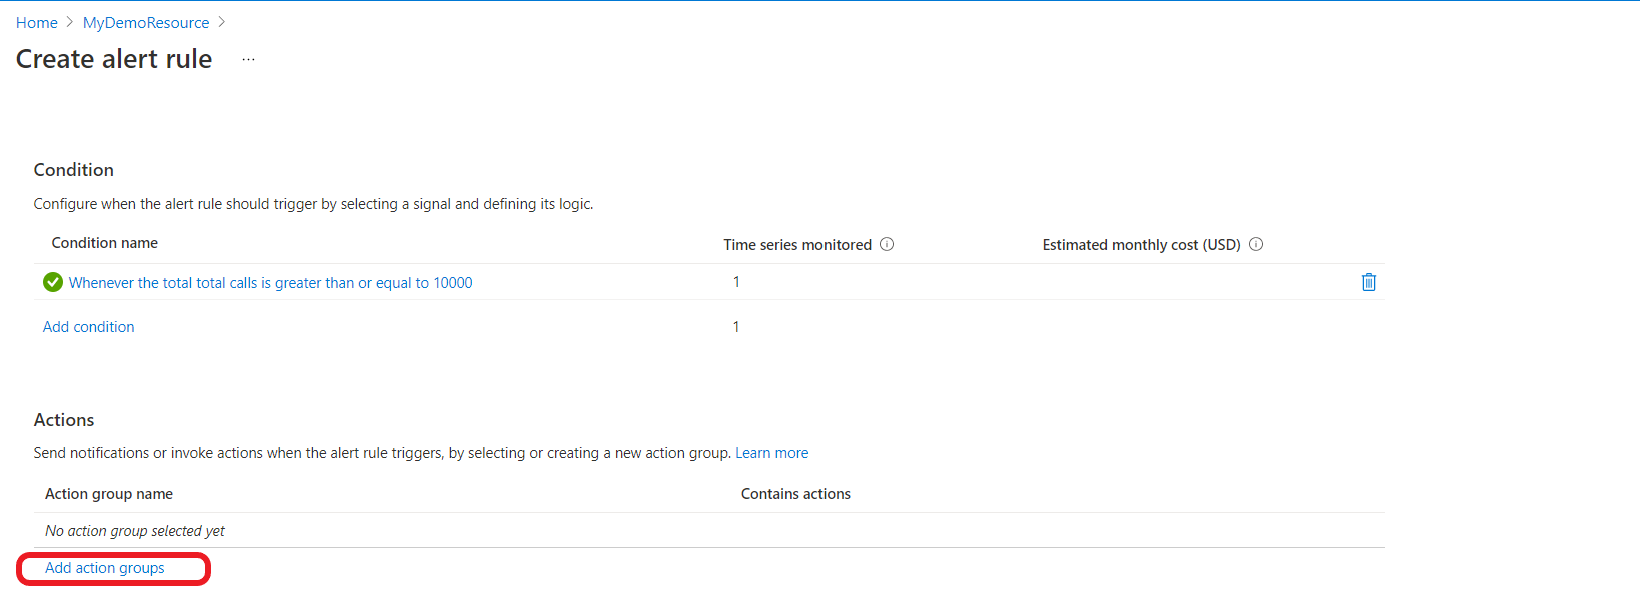 Home > MyDemoResource >
Create alert rule ...
Condition
Configure when the alert rule should trigger by selecting a signal and defining its logic.
Condition name Time series monitored Estimated monthly cost (USD)
Whenever the total total calls is greater than or equal to 10000 1
Add condition 1
Actions
Send notifications or invoke actions when the alert rule triggers, by selecting or creating a new action group. Learn more
Action group name Contains actions
No action group selected yet
Add action groups